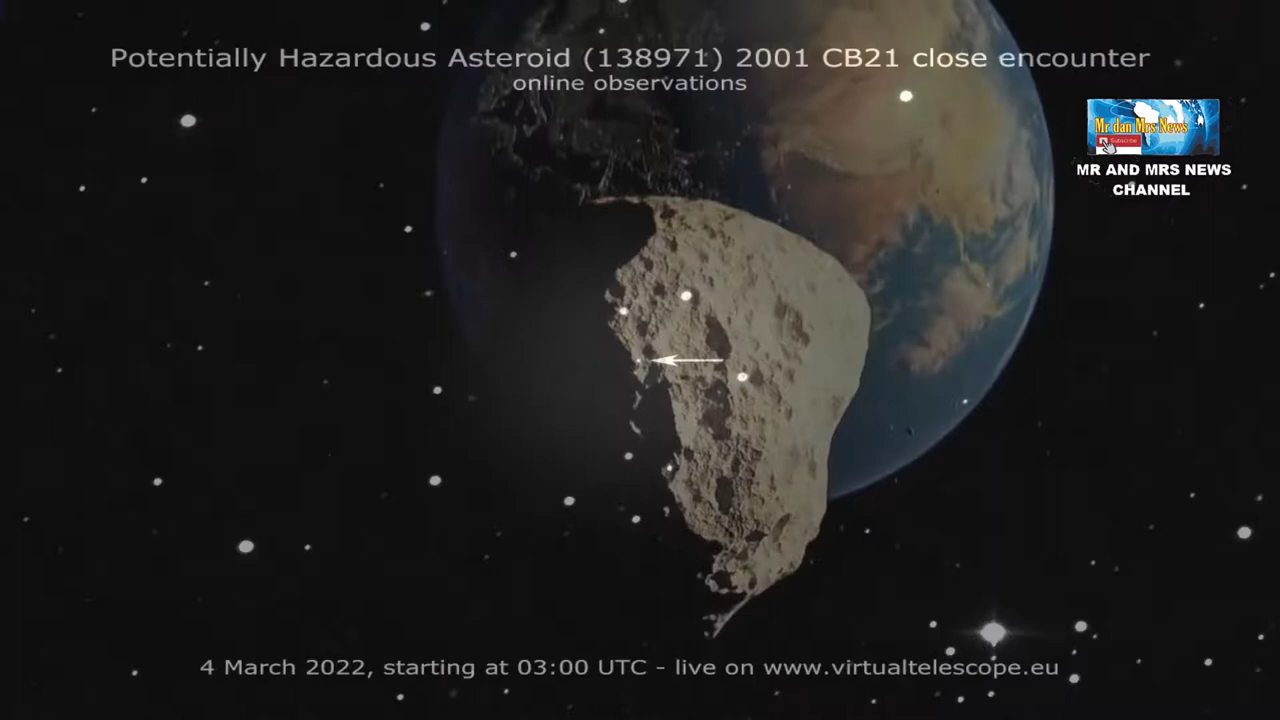 Potentially Hazardous Asteroid (138971) 2001 CB21 close encounter
online observations
Mr dan Mrs News
Subscribe
MR AND MRS NEWS
CHANNEL
4 March 2022, starting at 03:00 UTC - live on www.virtualtelescope.eu